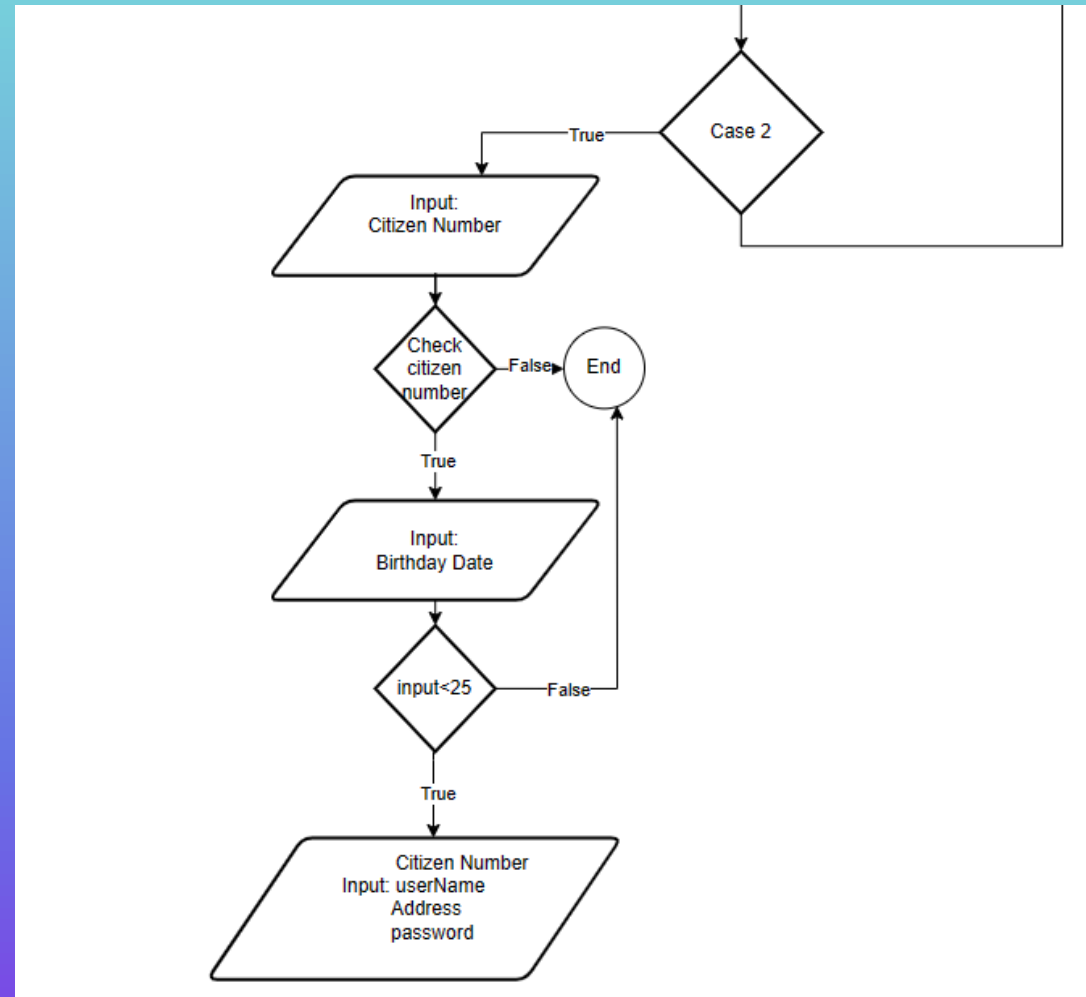 Case 2
True
Input:
Citizen Number
Check
citizen
number
False
End
True
Input:
Birthday Date
input<25
False
True
Citizen Number
Input: userName
Address
password